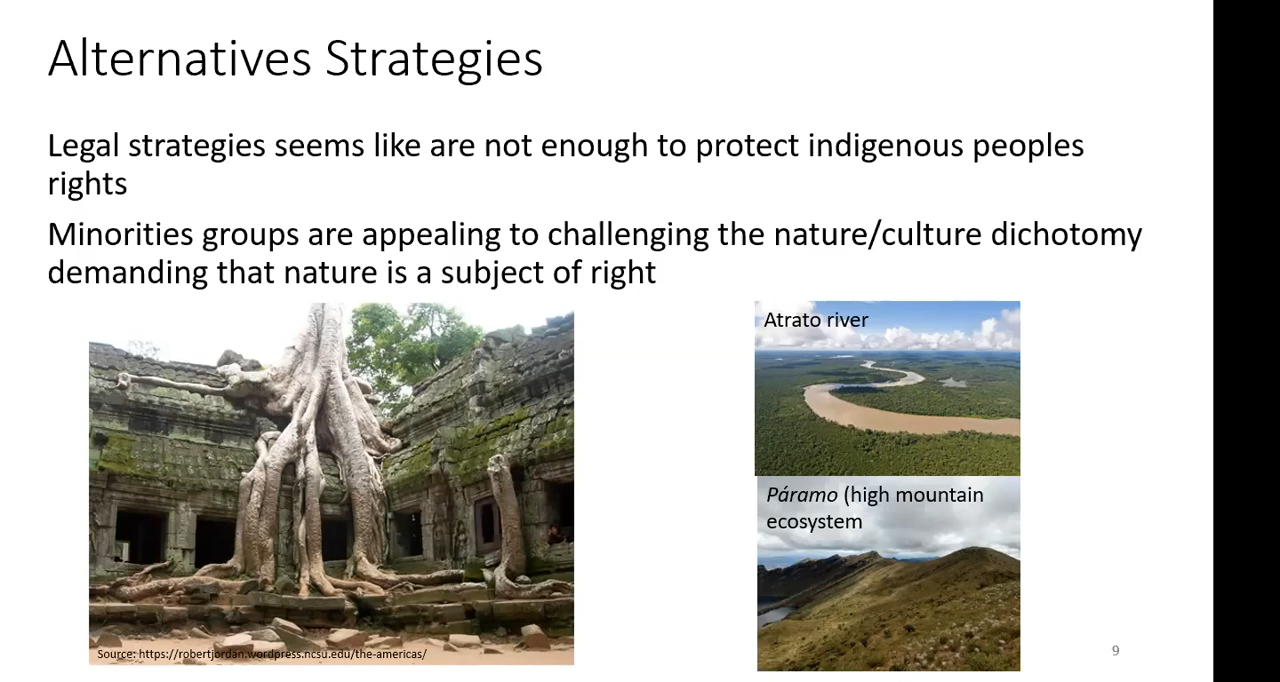 Alternatives Strategies
Legal strategies seems like are not enough to protect indigenous peoples
rights
Minorities groups are appealing to challenging the nature/culture dichotomy
demanding that nature is a subject of right
Atrato river
Páramo (high mountain
ecosystem
Source: https://robertjordan.wordpress.ncsu.edu/the-americas/
9